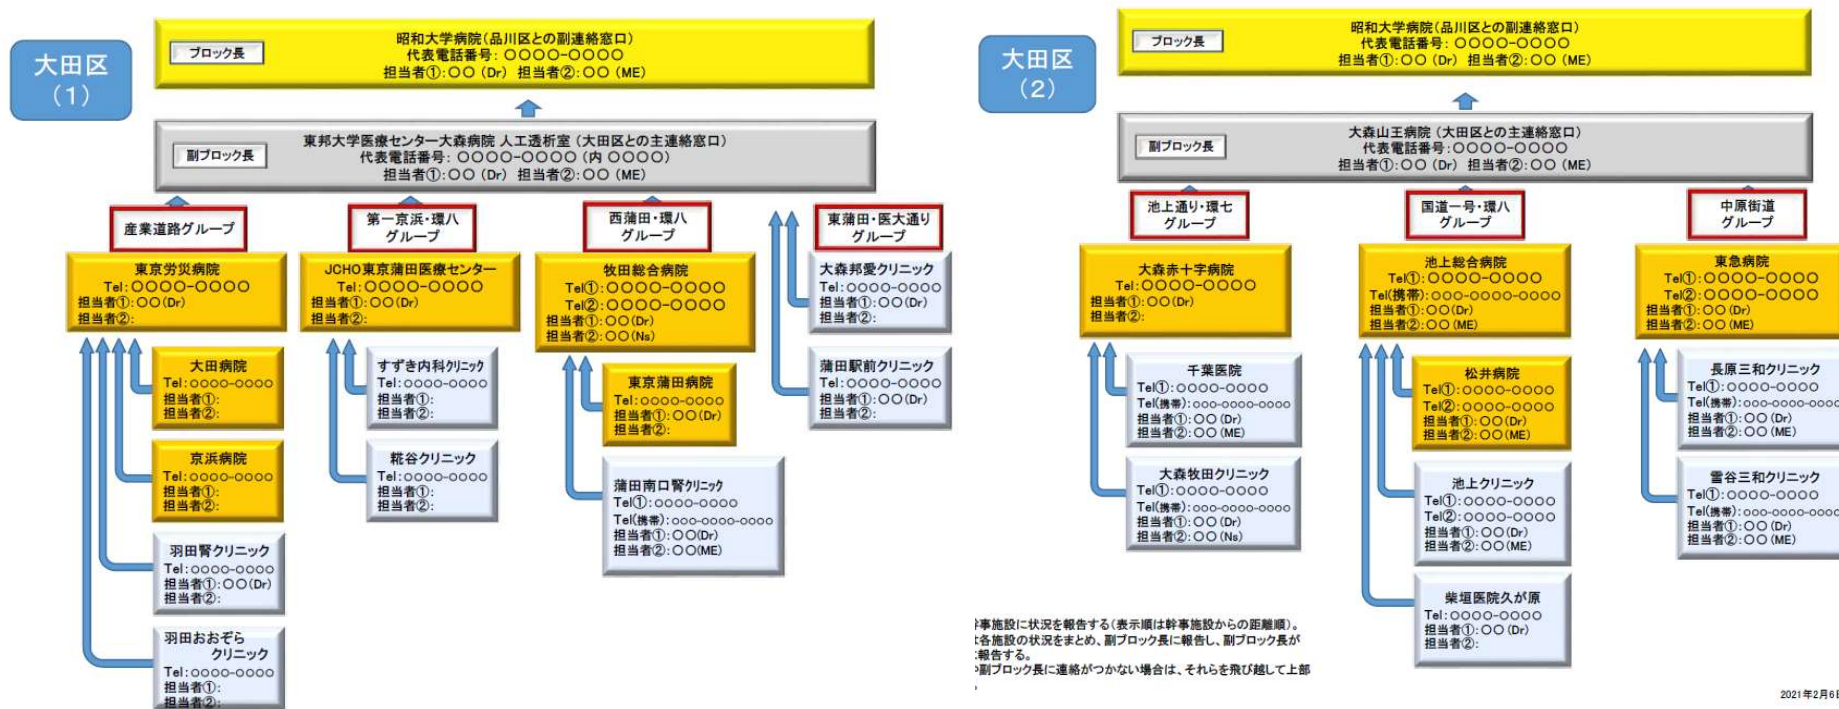 大田区
（1）
ブロック長
昭和大学病院（品川区との副連絡窓口）
代表電話番号：〇〇〇〇-〇〇〇〇
担当者①：〇〇（Dr） 担当者②：〇〇（ME）
副ブロック長
東邦大学医療センター大森病院 人工透析室（大田区との主連絡窓口）
代表電話番号：〇〇〇〇-〇〇〇〇（内 〇〇〇〇）
担当者①：〇〇（Dr） 担当者②：〇〇（ME）
産業道路グループ
東京労災病院
Tel：〇〇〇〇-〇〇〇〇
担当者①：〇〇（Dr）
担当者②：
大田病院
Tel：〇〇〇〇-〇〇〇〇
担当者①：
担当者②：
京浜病院
Tel：〇〇〇〇-〇〇〇〇
担当者①：
担当者②：
羽田腎クリニック
Tel：〇〇〇〇-〇〇〇〇
担当者①：〇〇（Dr）
担当者②：
羽田おおぞら
クリニック
Tel：〇〇〇〇-〇〇〇〇
担当者①：
担当者②：
第一京浜・環八
グループ
JCHO東京蒲田医療センター
Tel：〇〇〇〇-〇〇〇〇
担当者①：〇〇（Dr）
担当者②：
すずき内科クリニック
Tel：〇〇〇〇-〇〇〇〇
担当者①：
担当者②：
糀谷クリニック
Tel：〇〇〇〇-〇〇〇〇
担当者①：
担当者②：
西蒲田・環八
グループ
牧田総合病院
Tel①：〇〇〇〇-〇〇〇〇
Tel②：〇〇〇〇-〇〇〇〇
担当者①：〇〇（Dr）
担当者②：〇〇（Ns）
東京蒲田病院
Tel：〇〇〇〇-〇〇〇〇
担当者①：〇〇（Dr）
担当者②：
蒲田南口腎クリニック
Tel①：〇〇〇〇-〇〇〇〇
Tel（携帯）：〇〇〇-〇〇〇〇-〇〇〇〇
担当者①：〇〇（Dr）
担当者②：〇〇（ME）
東蒲田・医大通り
グループ
大森邦愛クリニック
Tel：〇〇〇〇-〇〇〇〇
担当者①：〇〇（Dr）
担当者②：
蒲田駅前クリニック
Tel：〇〇〇〇-〇〇〇〇
担当者①：〇〇（Dr）
担当者②：
大田区
（2）
ブロック長
昭和大学病院（品川区との副連絡窓口）
代表電話番号：〇〇〇〇-〇〇〇〇
担当者①：〇〇（Dr） 担当者②：〇〇（ME）
副ブロック長
大森山王病院（大田区との主連絡窓口）
代表電話番号：〇〇〇〇-〇〇〇〇
担当者①：〇〇（Dr） 担当者②：〇〇（ME）
池上通り・環七
グループ
大森赤十字病院
Tel：〇〇〇〇-〇〇〇〇
担当者①：〇〇（Dr）
担当者②：
千葉医院
Tel①：〇〇〇〇-〇〇〇〇
Tel（携帯）：〇〇〇-〇〇〇〇-〇〇〇〇
担当者①：〇〇（Dr）
担当者②：〇〇（ME）
大森牧田クリニック
Tel①：〇〇〇〇-〇〇〇〇
Tel（携帯）：〇〇〇-〇〇〇〇-〇〇〇〇
担当者①：〇〇（Dr）
担当者②：〇〇（Ns）
国道一号・環八
グループ
池上総合病院
Tel①：〇〇〇〇-〇〇〇〇
Tel（携帯）：〇〇〇-〇〇〇〇-〇〇〇〇
担当者①：〇〇（Dr）
担当者②：〇〇（ME）
松井病院
Tel①：〇〇〇〇-〇〇〇〇
Tel②：〇〇〇〇-〇〇〇〇
担当者①：〇〇（Dr）
担当者②：〇〇（ME）
池上クリニック
Tel①：〇〇〇〇-〇〇〇〇
Tel②：〇〇〇〇-〇〇〇〇
担当者①：〇〇（Dr）
担当者②：〇〇（ME）
柴垣医院久が原
Tel：〇〇〇〇-〇〇〇〇
担当者①：〇〇（Dr）
担当者②：
中原街道
グループ
東急病院
Tel①：〇〇〇〇-〇〇〇〇
Tel②：〇〇〇〇-〇〇〇〇
担当者①：〇〇（Dr）
担当者②：〇〇（ME）
長原三和クリニック
Tel①：〇〇〇〇-〇〇〇〇
Tel（携帯）：〇〇〇-〇〇〇〇-〇〇〇〇
担当者①：〇〇（Dr）
担当者②：〇〇（ME）
雪谷三和クリニック
Tel①：〇〇〇〇-〇〇〇〇
Tel（携帯）：〇〇〇-〇〇〇〇-〇〇〇〇
担当者①：〇〇（Dr）
担当者②：〇〇（ME）
事施設に状況を報告する（表示順は幹事施設からの距離順）。
各施設の状況をまとめ、副ブロック長に報告し、副ブロック長が
報告する。
副ブロック長に連絡がつかない場合は、それらを飛び越して上部
2021年2月6日